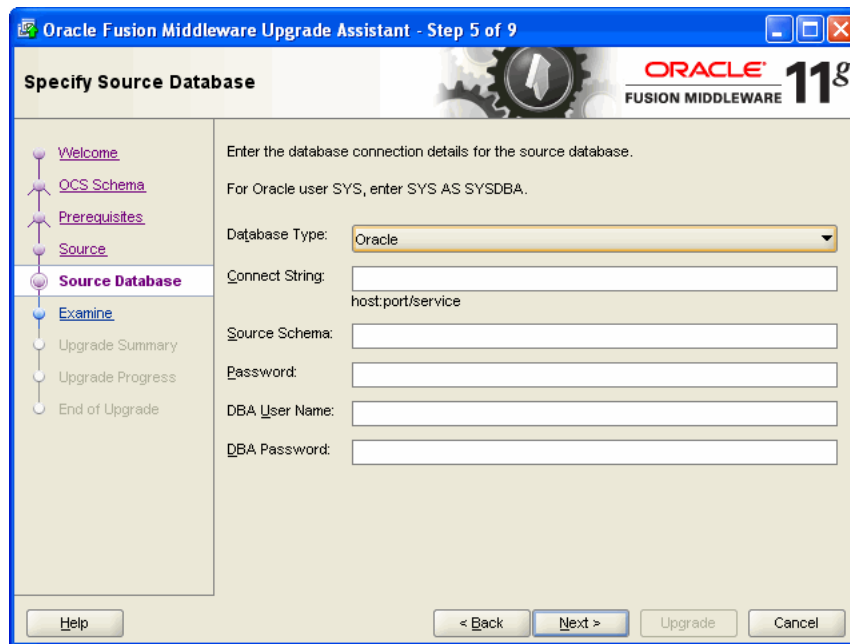 Oracle Fusion Middleware Upgrade Assistant - Step 5 of 9
Specify Source Database
ORACLE
FUSION MIDDLEWARE 11g
Welcome
OCS Schema
Prerequisites
Source
Source Database
Examine
Upgrade Summary
Upgrade Progress
End of Upgrade
Enter the database connection details for the source database.
For Oracle user SYS, enter SYS AS SYSDBA.
Database Type: Oracle
Connect String:
host:port/service
Source Schema:
Password:
DBA User Name:
DBA Password:
Help < Back Next > Upgrade Cancel